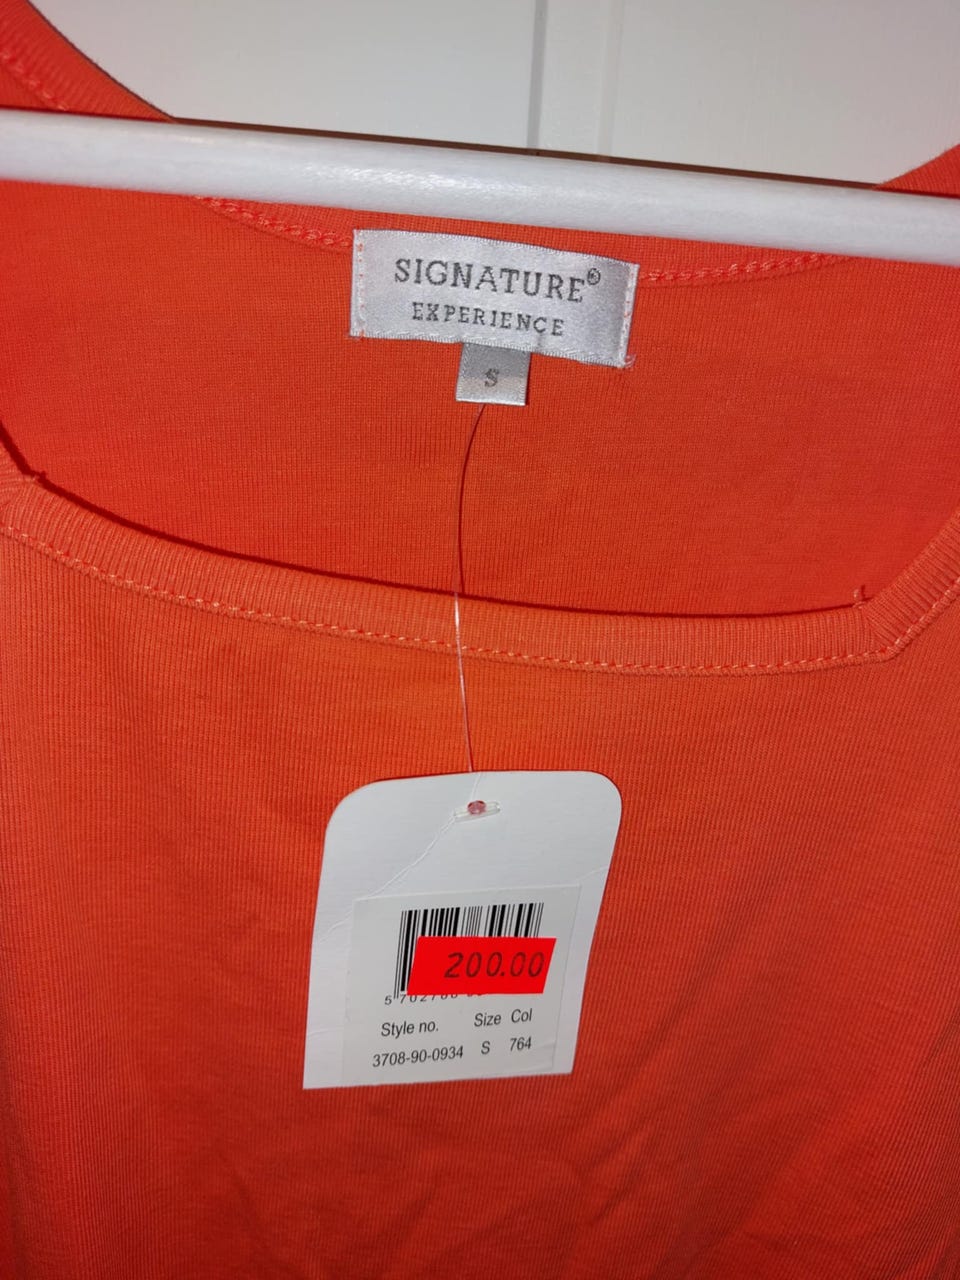 SIGNATURE®
EXPERIENCE
S
200.00
Style no. Size Col
3708-90-0934 S 764